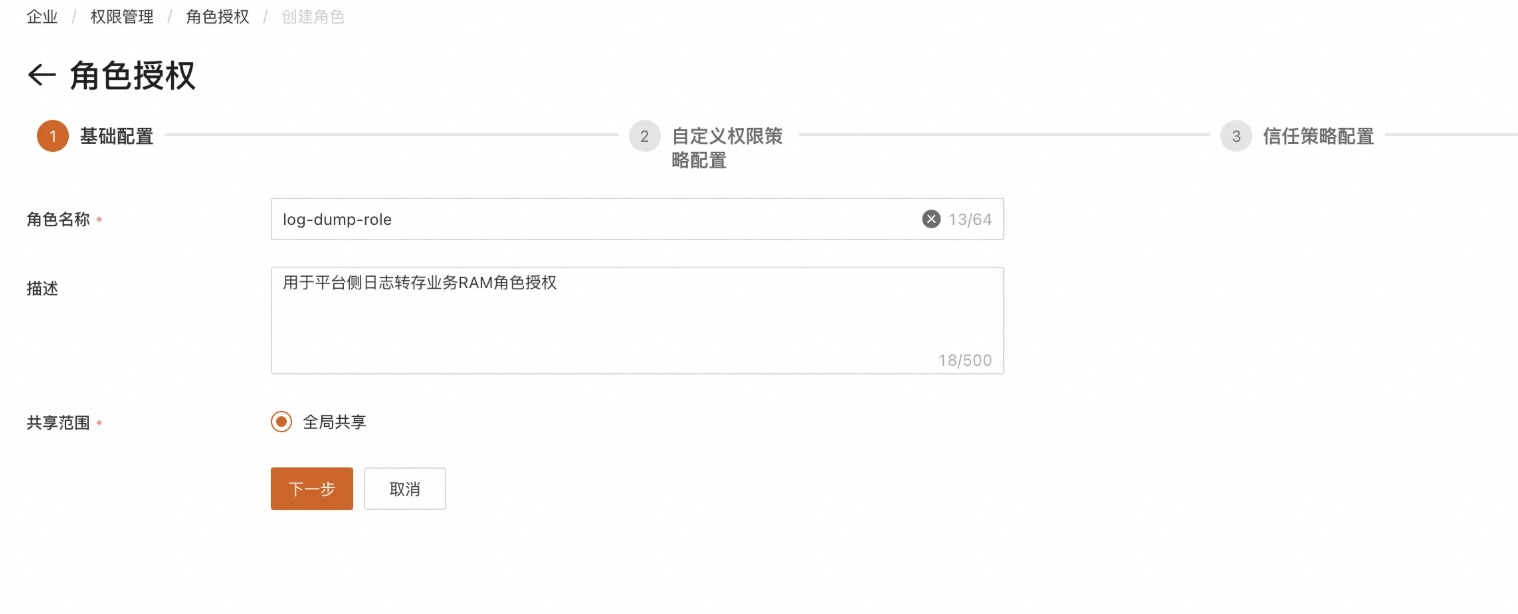 企业 / 权限管理 / 角色授权 / 创建角色
← 角色授权
1 基础配置
2 自定义权限策
略配置
3 信任策略配置
角色名称 *
log-dump-role
13/64
描述
用于平台侧日志转存业务RAM角色授权
18/500
共享范围 *
全局共享
下一步
取消